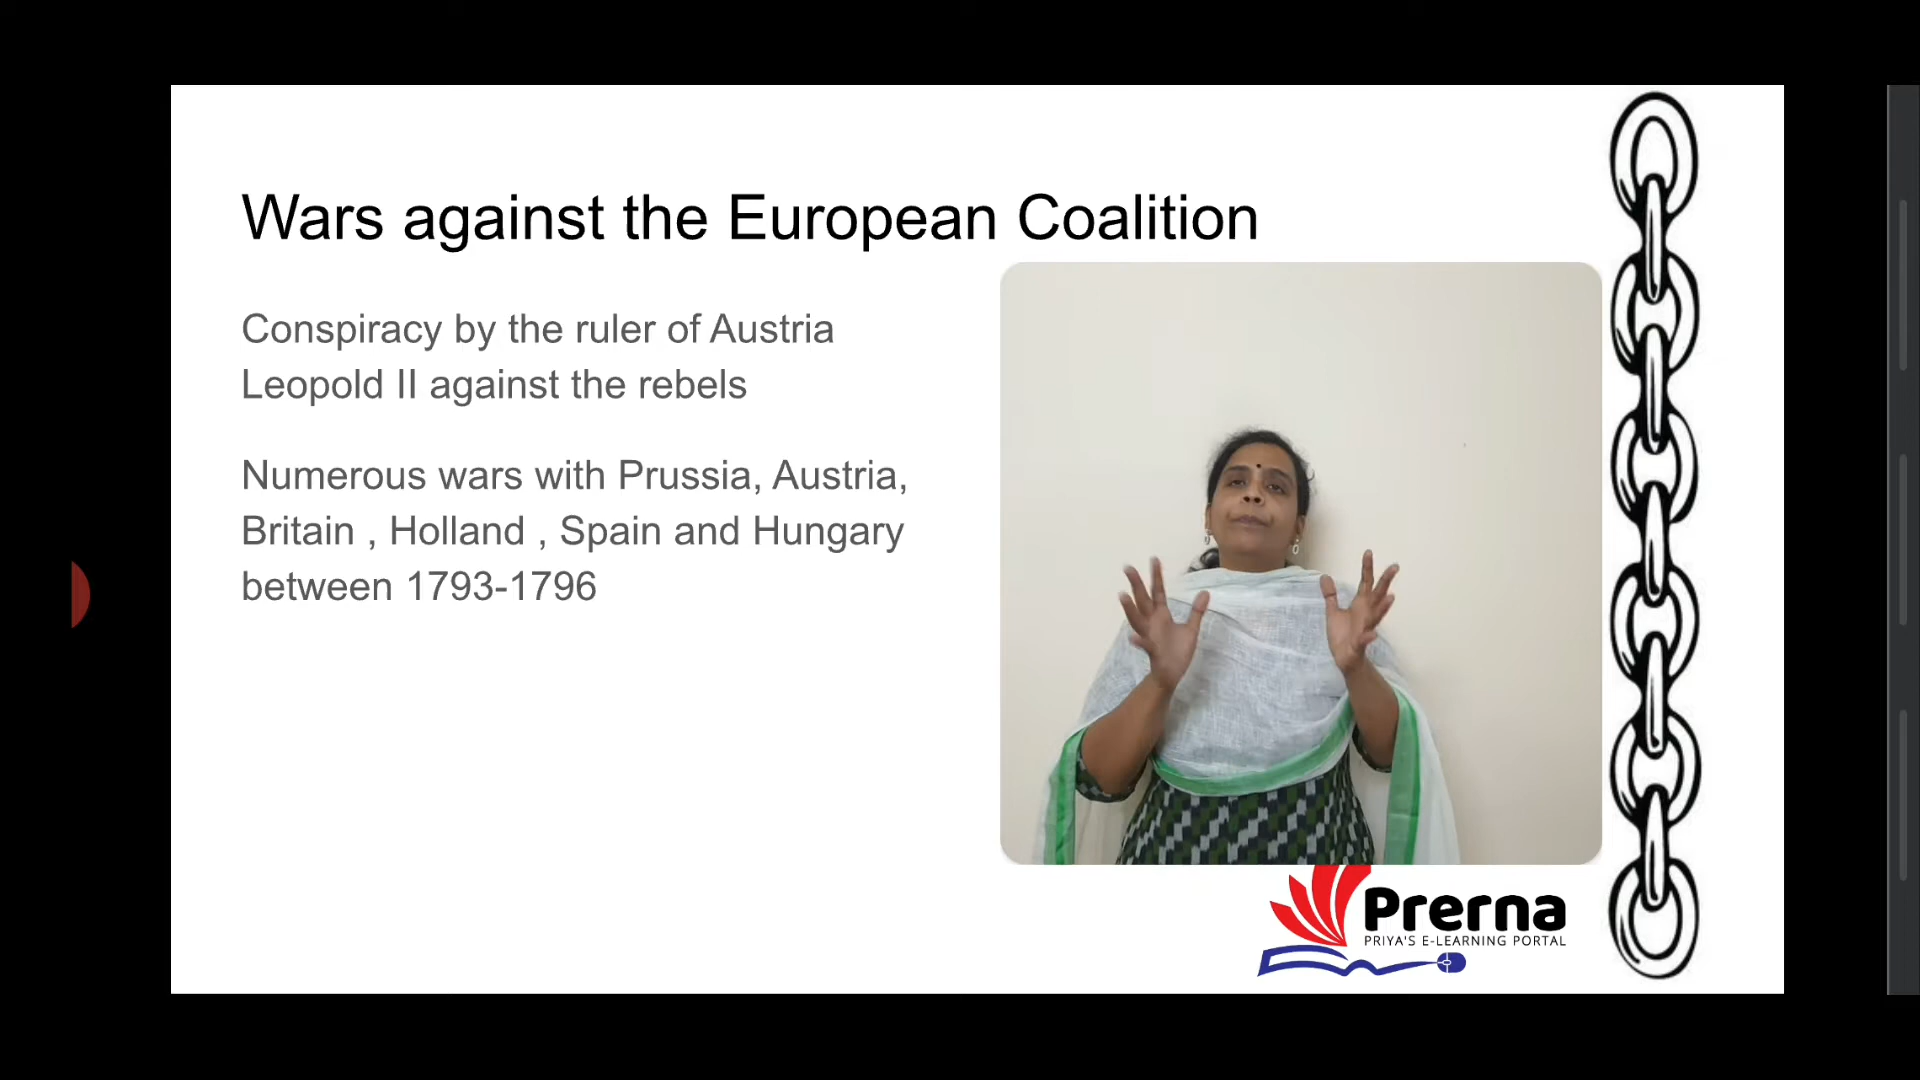 Wars against the European Coalition
Conspiracy by the ruler of Austria
Leopold II against the rebels
Numerous wars with Prussia, Austria,
Britain , Holland , Spain and Hungary
between 1793-1796
Prerna
PRIYA'S E-LEARNING PORTAL